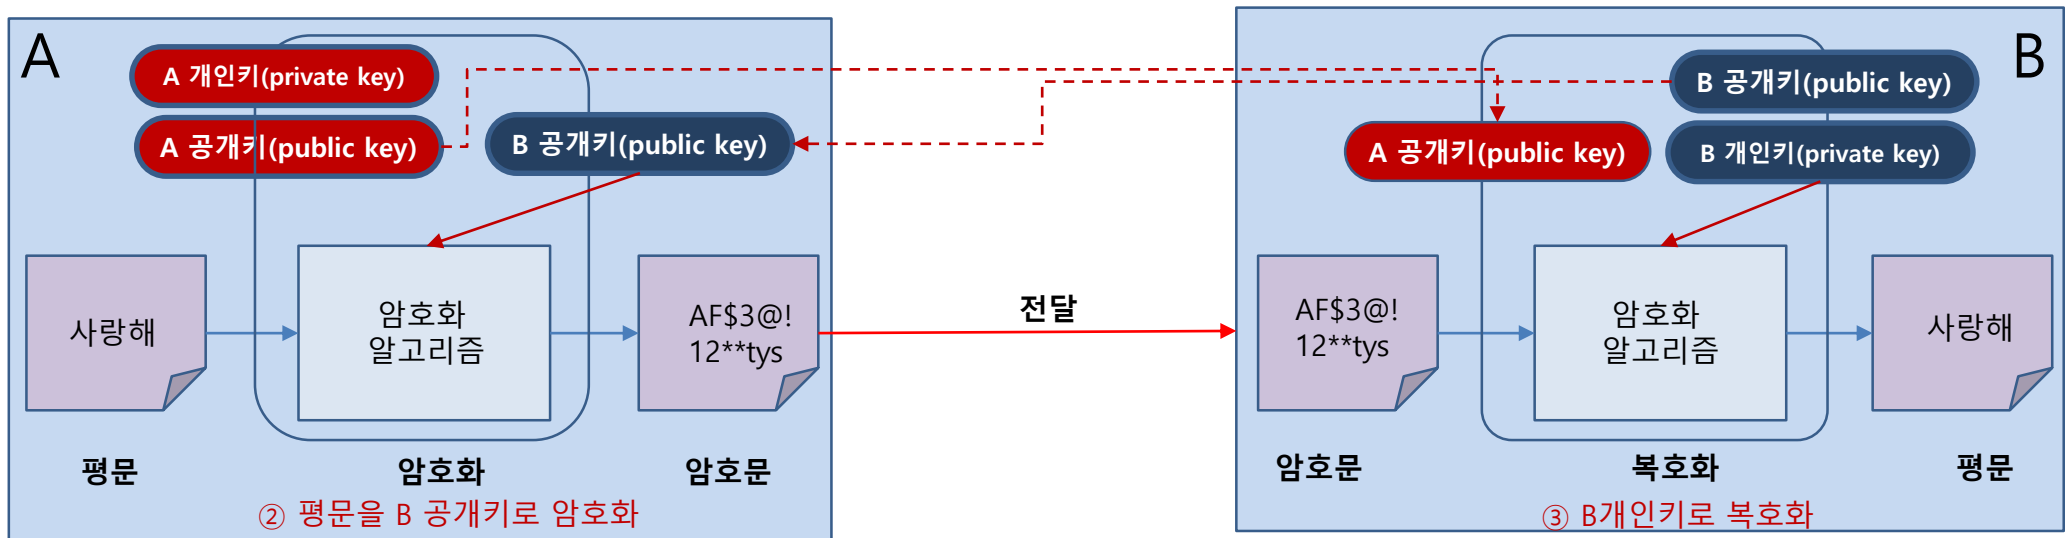 A
A 개인키(private key)
A 공개키(public key)
B 공개키(public key)
사랑해
암호화
알고리즘
AF$3@!
12**tys
평문
암호화
암호문
② 평문을 B 공개키로 암호화
전달
B
B 공개키(public key)
A 공개키(public key)
B 개인키(private key)
AF$3@!
12**tys
암호화
알고리즘
사랑해
암호문
복호화
평문
③ B개인키로 복호화